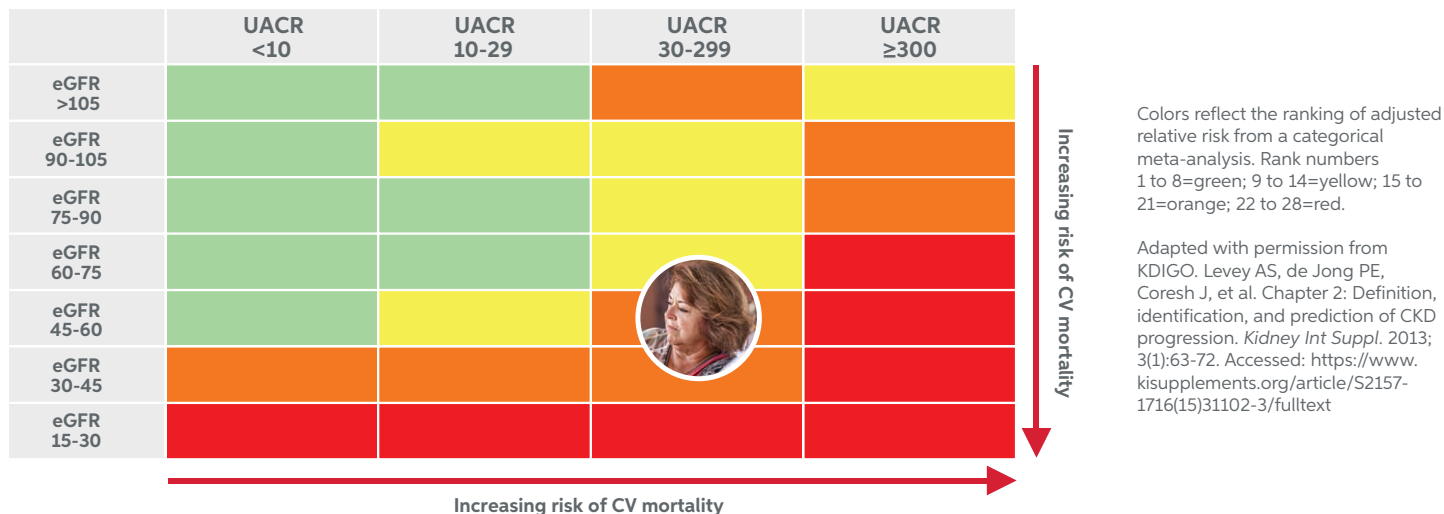 UACR
<10
UACR
10-29
UACR
30-299
UACR
≥300
eGFR
>105
eGFR
90-105
eGFR
75-90
eGFR
60-75
eGFR
45-60
eGFR
30-45
eGFR
15-30
Increasing risk of CV mortality
Increasing risk of CV mortality
Colors reflect the ranking of adjusted
relative risk from a categorical
meta-analysis. Rank numbers
1 to 8=green; 9 to 14=yellow; 15 to
21=orange; 22 to 28=red.
Adapted with permission from
KDIGO. Levey AS, de Jong PE,
Coresh J, et al. Chapter 2: Definition,
identification, and prediction of CKD
progression. Kidney Int Suppl. 2013;
3(1):63-72. Accessed: https://www.
kisupplements.org/article/S2157-
1716(15)31102-3/fulltext